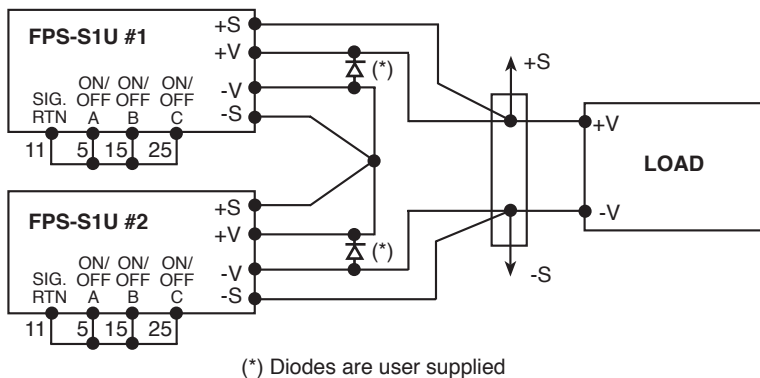 FPS-S1U #1
+S
+V
-V
-S
ON/ ON/ ON/
SIG. OFF OFF OFF
RTN A B C
11 5 15 25
(*)
+S
+V
LOAD
-V
-S
FPS-S1U #2
+S
+V
-V
-S
ON/ ON/ ON/
SIG. OFF OFF OFF
RTN A B C
11 5 15 25
(*)
(*) Diodes are user supplied